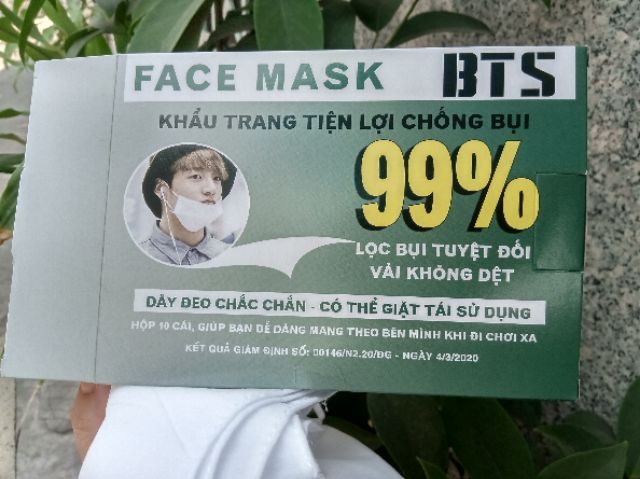 FACE MASK BTS
KHẨU TRANG TIỆN LỢI CHỐNG BỤI
99%
LỌC BỤI TUYỆT ĐỐI
VẢI KHÔNG DỆT
DÂY ĐEO CHẮC CHẮN - CÓ THỂ GIẶT TÁI SỬ DỤNG
HỘP 10 CÁI, GIÚP BẠN DỄ DÀNG MANG THEO BÊN MÌNH KHI ĐI CHƠI XA
KẾT QUẢ GIÁM ĐỊNH SỐ: 00146/N2.20/ĐG - NGÀY 4/3/2020